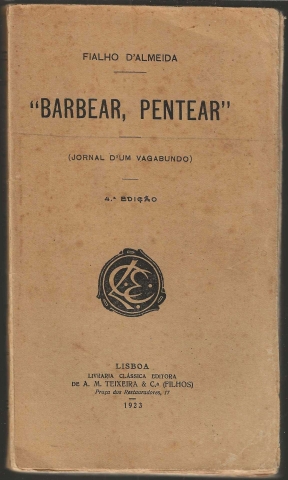 FIALHO D'ALMEIDA
"BARBEAR, PENTEAR"
(JORNAL D'UM VAGABUNDO)
4.ª EDIÇÃO
LCE
LISBOA
LIVRARIA CLÁSSICA EDITORA
DE A. M. TEIXEIRA & C.ª (FILHOS)
Praça dos Restauradores, 17
1923